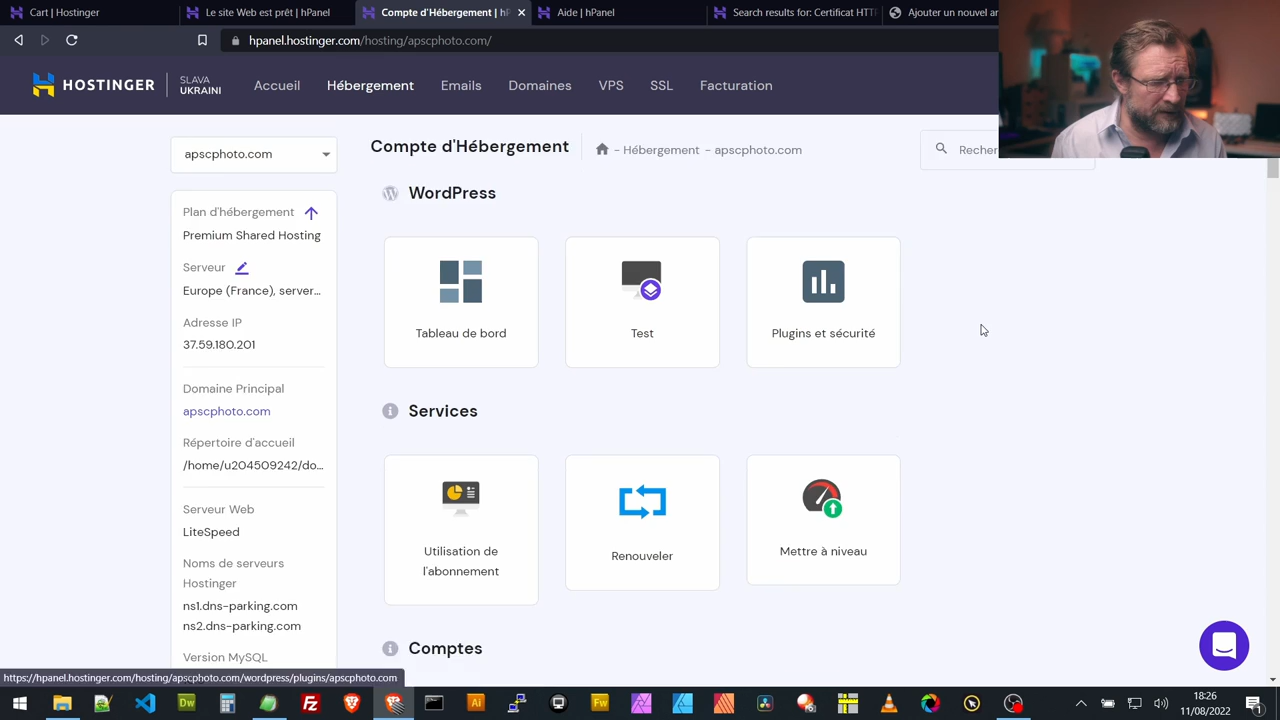 Cart | Hostinger
Le site Web est prêt | hPanel
Compte d'Hébergement | h
Aide | hPanel
Search results for: Certificat HTT
Ajouter un nouvel a
hpanel.hostinger.com/hosting/apscphoto.com/
HOSTINGER
SLAVA
UKRAINI
Accueil
Hébergement
Emails
Domaines
VPS
SSL
Facturation
apscphoto.com
Compte d'Hébergement
- Hébergement - apscphoto.com
Recher
Plan d'hébergement
Premium Shared Hosting
Serveur
Europe (France), server...
Adresse IP
37.59.180.201
Domaine Principal
apscphoto.com
Répertoire d'accueil
/home/u204509242/do...
Serveur Web
LiteSpeed
Noms de serveurs
Hostinger
ns1.dns-parking.com
ns2.dns-parking.com
Version MySQL
WordPress
Tableau de bord
Test
Plugins et sécurité
Services
Utilisation de
l'abonnement
Renouveler
Mettre à niveau
Comptes
https://hpanel.hostinger.com/hosting/apscphoto.com/wordpress/plugins/apscphoto.com
Dw
Fz
Ai
Fw
18:26
11/08/2022
1